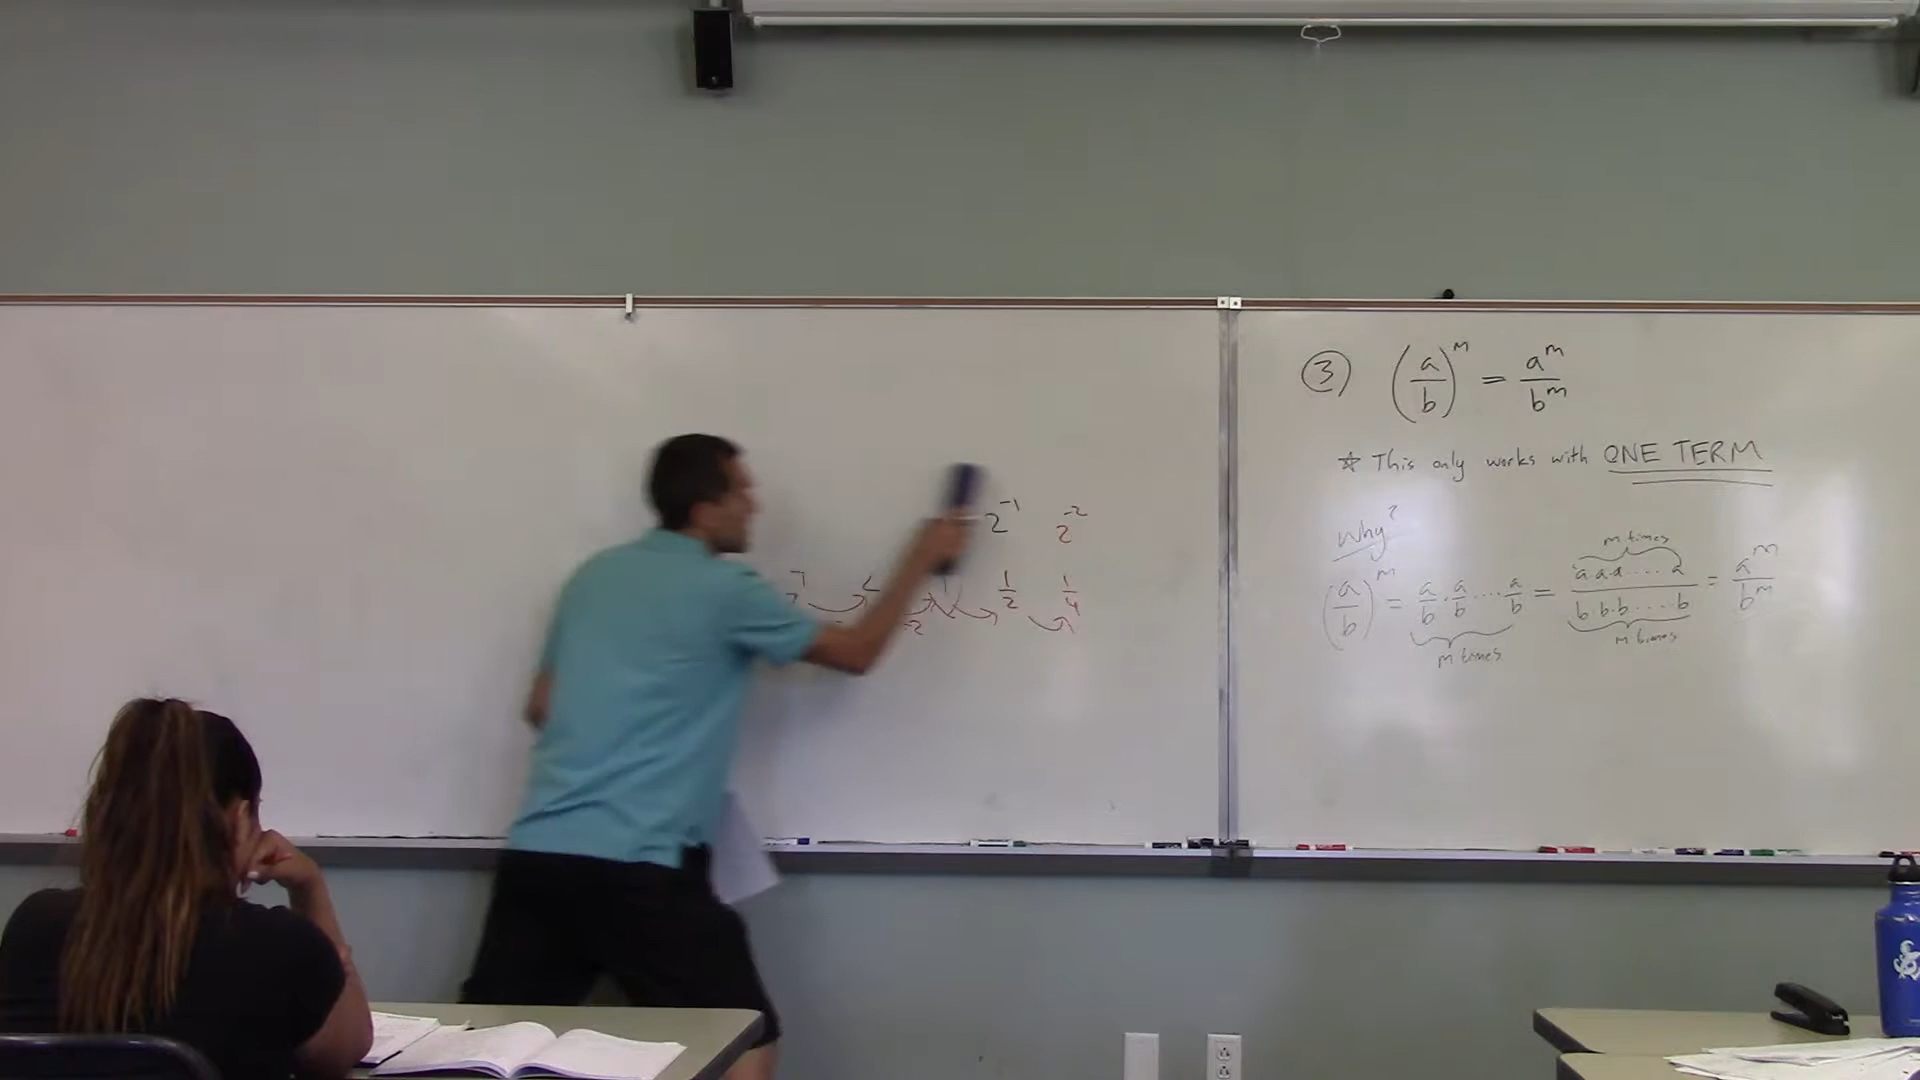 2^-1 2^-2
1/2 1/4
-2
③ (a/b)^m = a^m/b^m
☆ This only works with ONE TERM
Why?
m times
(a/b)^m = a/b · a/b ···· a/b = a·a·a····a / b·b·b····b = a^m/b^m
m times m times